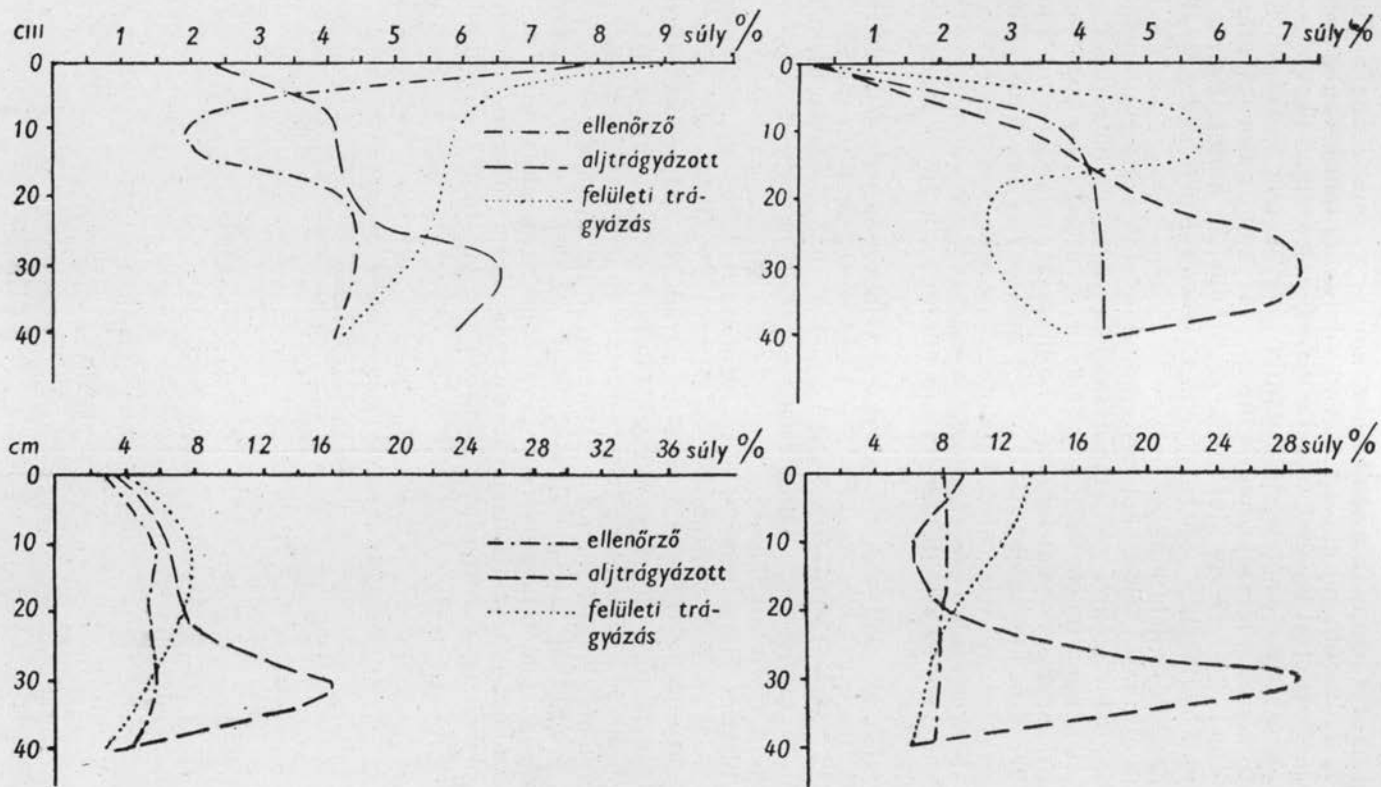 cm 1 2 3 4 5 6 7 8 9 súly %
0
10
20
30
40
ellenőrző
aljtrágyázott
felületi trá-
gyázás
1 2 3 4 5 6 7 súly %
0
10
20
30
40
cm 4 8 12 16 20 24 28 32 36 súly %
0
10
20
30
40
ellenőrző
aljtrágyázott
felületi trá-
gyázás
4 8 12 16 20 24 28 súly %
0
10
20
30
40